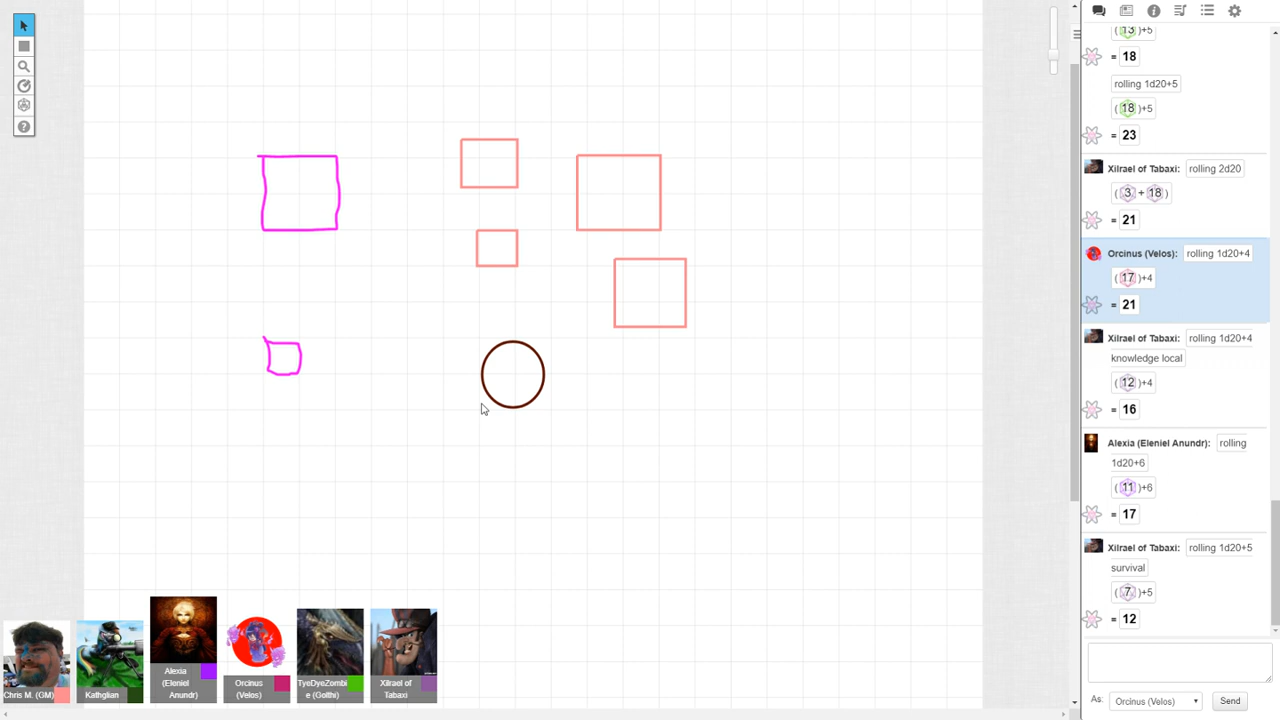 (13)+5
= 18
rolling 1d20+5
(18)+5
= 23
Xilrael of Tabaxi: rolling 2d20
(3 + 18)
= 21
Orcinus (Velos): rolling 1d20+4
(17)+4
= 21
Xilrael of Tabaxi: rolling 1d20+4
knowledge local
(12)+4
= 16
Alexia (Eleniel Anundr): rolling
1d20+6
(11)+6
= 17
Xilrael of Tabaxi: rolling 1d20+5
survival
(7)+5
= 12
As: Orcinus (Velos) Send
Chris M. (GM)
Kathglian
Alexia
(Eleniel
Anundr)
Orcinus
(Velos)
TyeDyeZombi
e (Golthi)
Xilrael of
Tabaxi